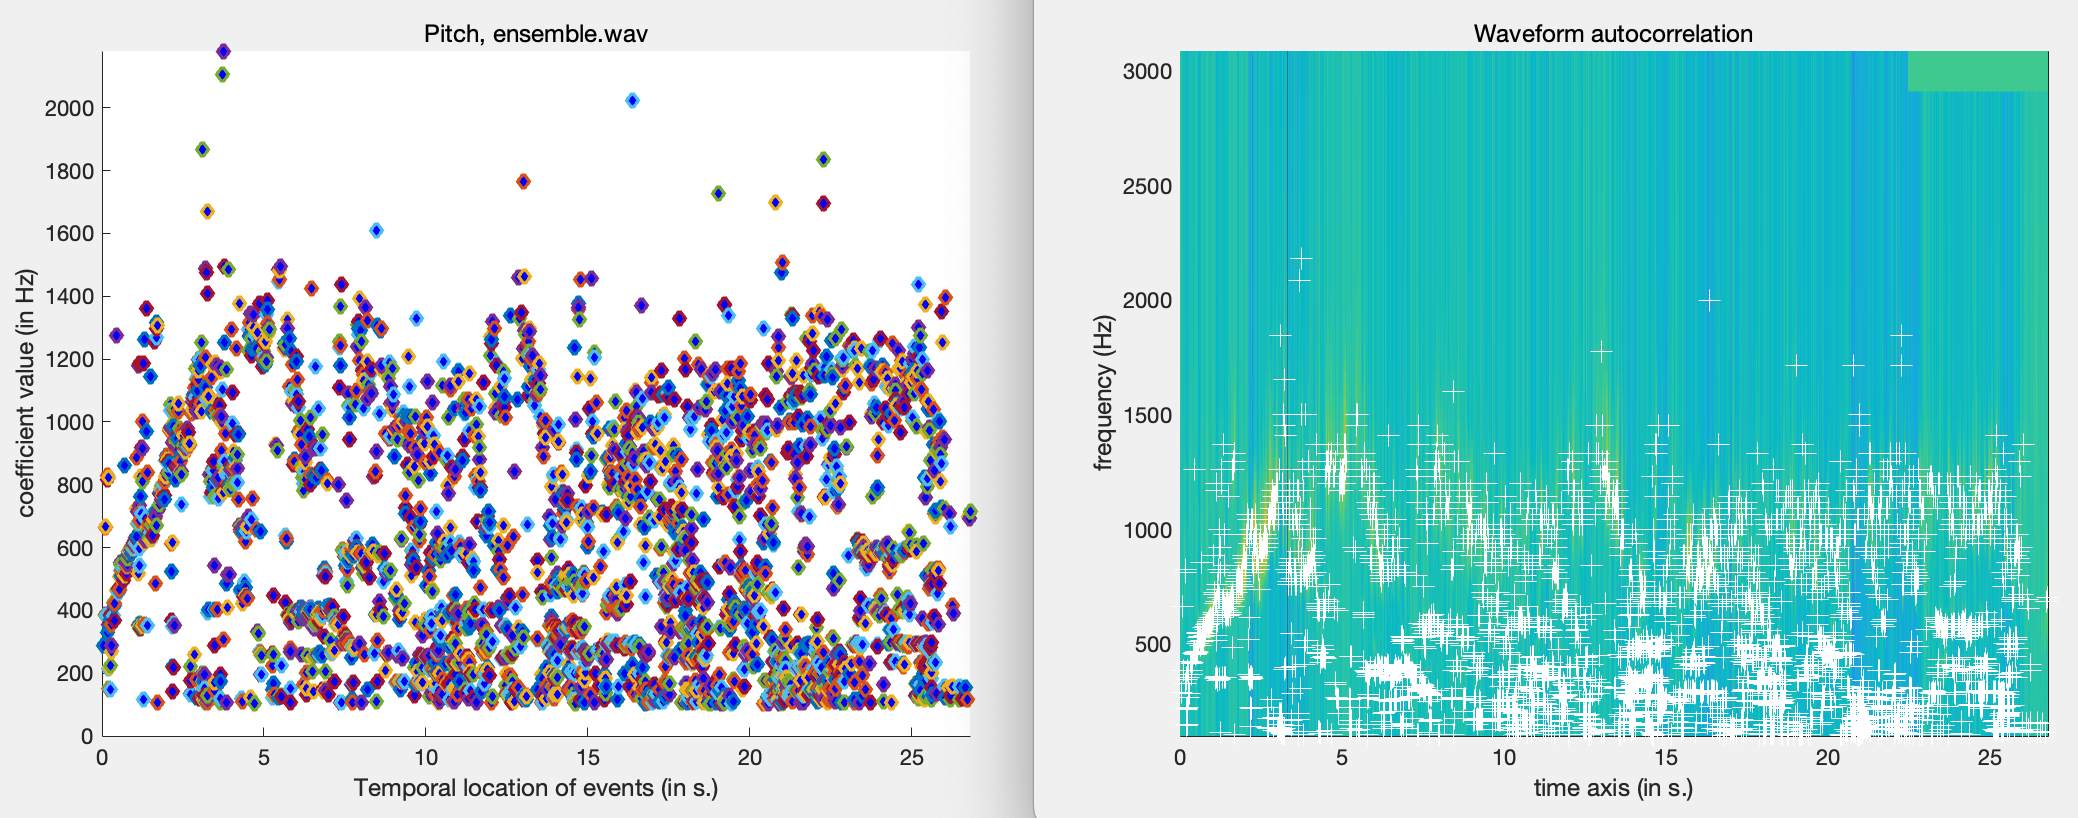 Pitch, ensemble.wav
coefficient value (in Hz)
2000
1800
1600
1400
1200
1000
800
600
400
200
0
0 5 10 15 20 25
Temporal location of events (in s.)
Waveform autocorrelation
frequency (Hz)
3000
2500
2000
1500
1000
500
0 5 10 15 20 25
time axis (in s.)